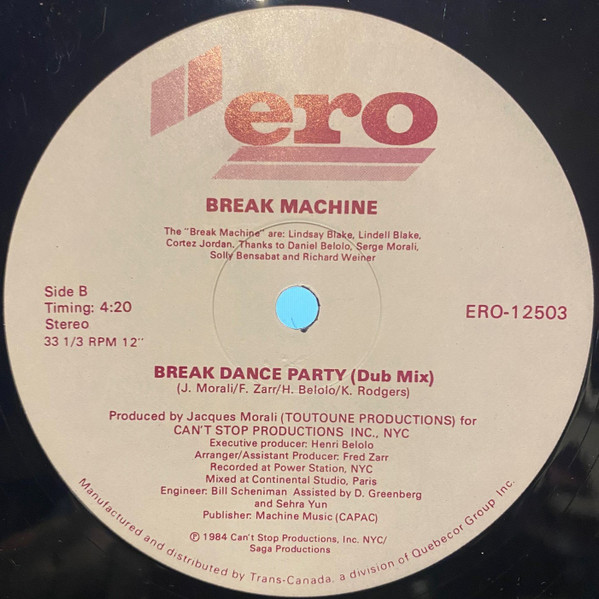 ero
BREAK MACHINE
The "Break Machine" are: Lindsay Blake, Lindell Blake,
Cortez Jordan. Thanks to Daniel Belolo, Serge Morali,
Solly Bensabat and Richard Weiner
Side B
Timing: 4:20
Stereo
33 1/3 RPM 12"
ERO-12503
BREAK DANCE PARTY (Dub Mix)
(J. Morali/F. Zarr/H. Belolo/K. Rodgers)
Produced by Jacques Morali (TOUTOUNE PRODUCTIONS) for
CAN'T STOP PRODUCTIONS INC., NYC
Executive producer: Henri Belolo
Arranger/Assistant Producer: Fred Zarr
Recorded at Power Station, NYC
Mixed at Continental Studio, Paris
Engineer: Bill Scheniman Assisted by D. Greenberg
and Sehra Yun
Publisher: Machine Music (CAPAC)
℗ 1984 Can't Stop Productions, Inc. NYC/
Saga Productions
Manufactured and distributed by Trans-Canada, a division of Quebecor Group Inc.